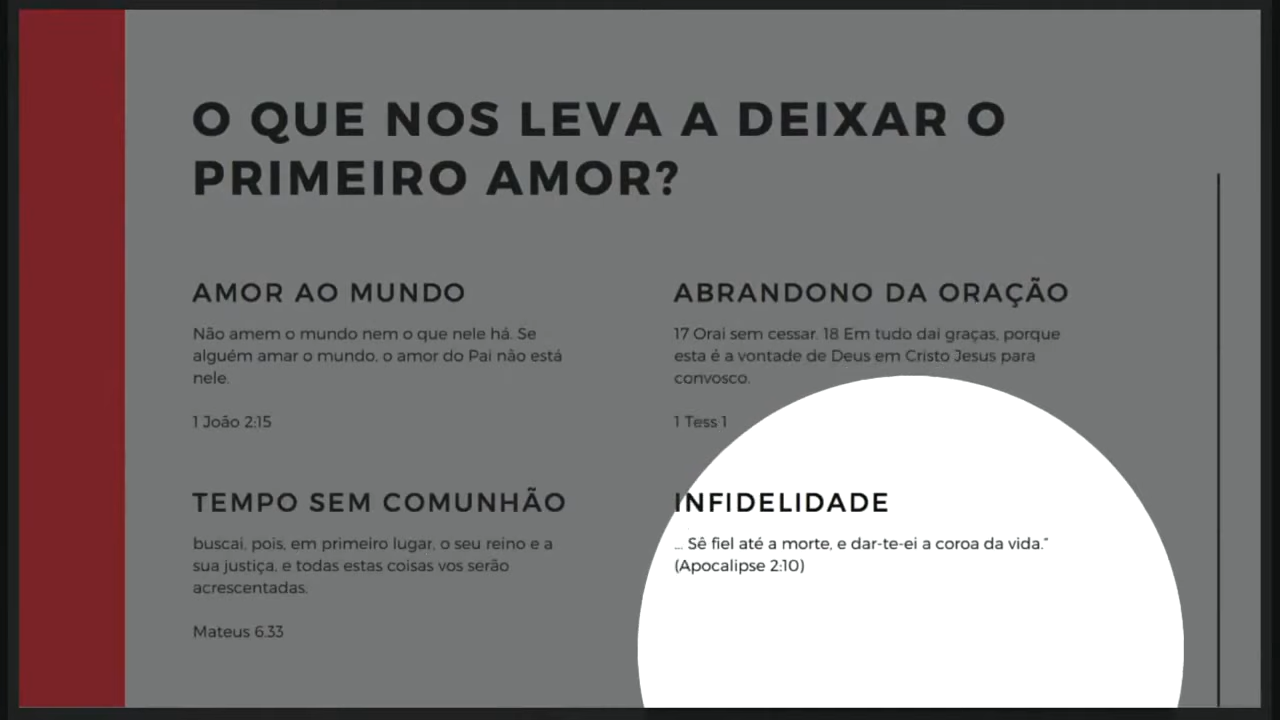 O QUE NOS LEVA A DEIXAR O
PRIMEIRO AMOR?
AMOR AO MUNDO
Não amem o mundo nem o que nele há. Se
alguém amar o mundo, o amor do Pai não está
nele.
1 João 2:15
ABRANDONO DA ORAÇÃO
17 Orai sem cessar. 18 Em tudo dai graças, porque
esta é a vontade de Deus em Cristo Jesus para
convosco.
1 Tess 1
TEMPO SEM COMUNHÃO
buscai, pois, em primeiro lugar, o seu reino e a
sua justiça, e todas estas coisas vos serão
acrescentadas.
Mateus 6.33
INFIDELIDADE
... Sê fiel até a morte, e dar-te-ei a coroa da vida.”
(Apocalipse 2:10)